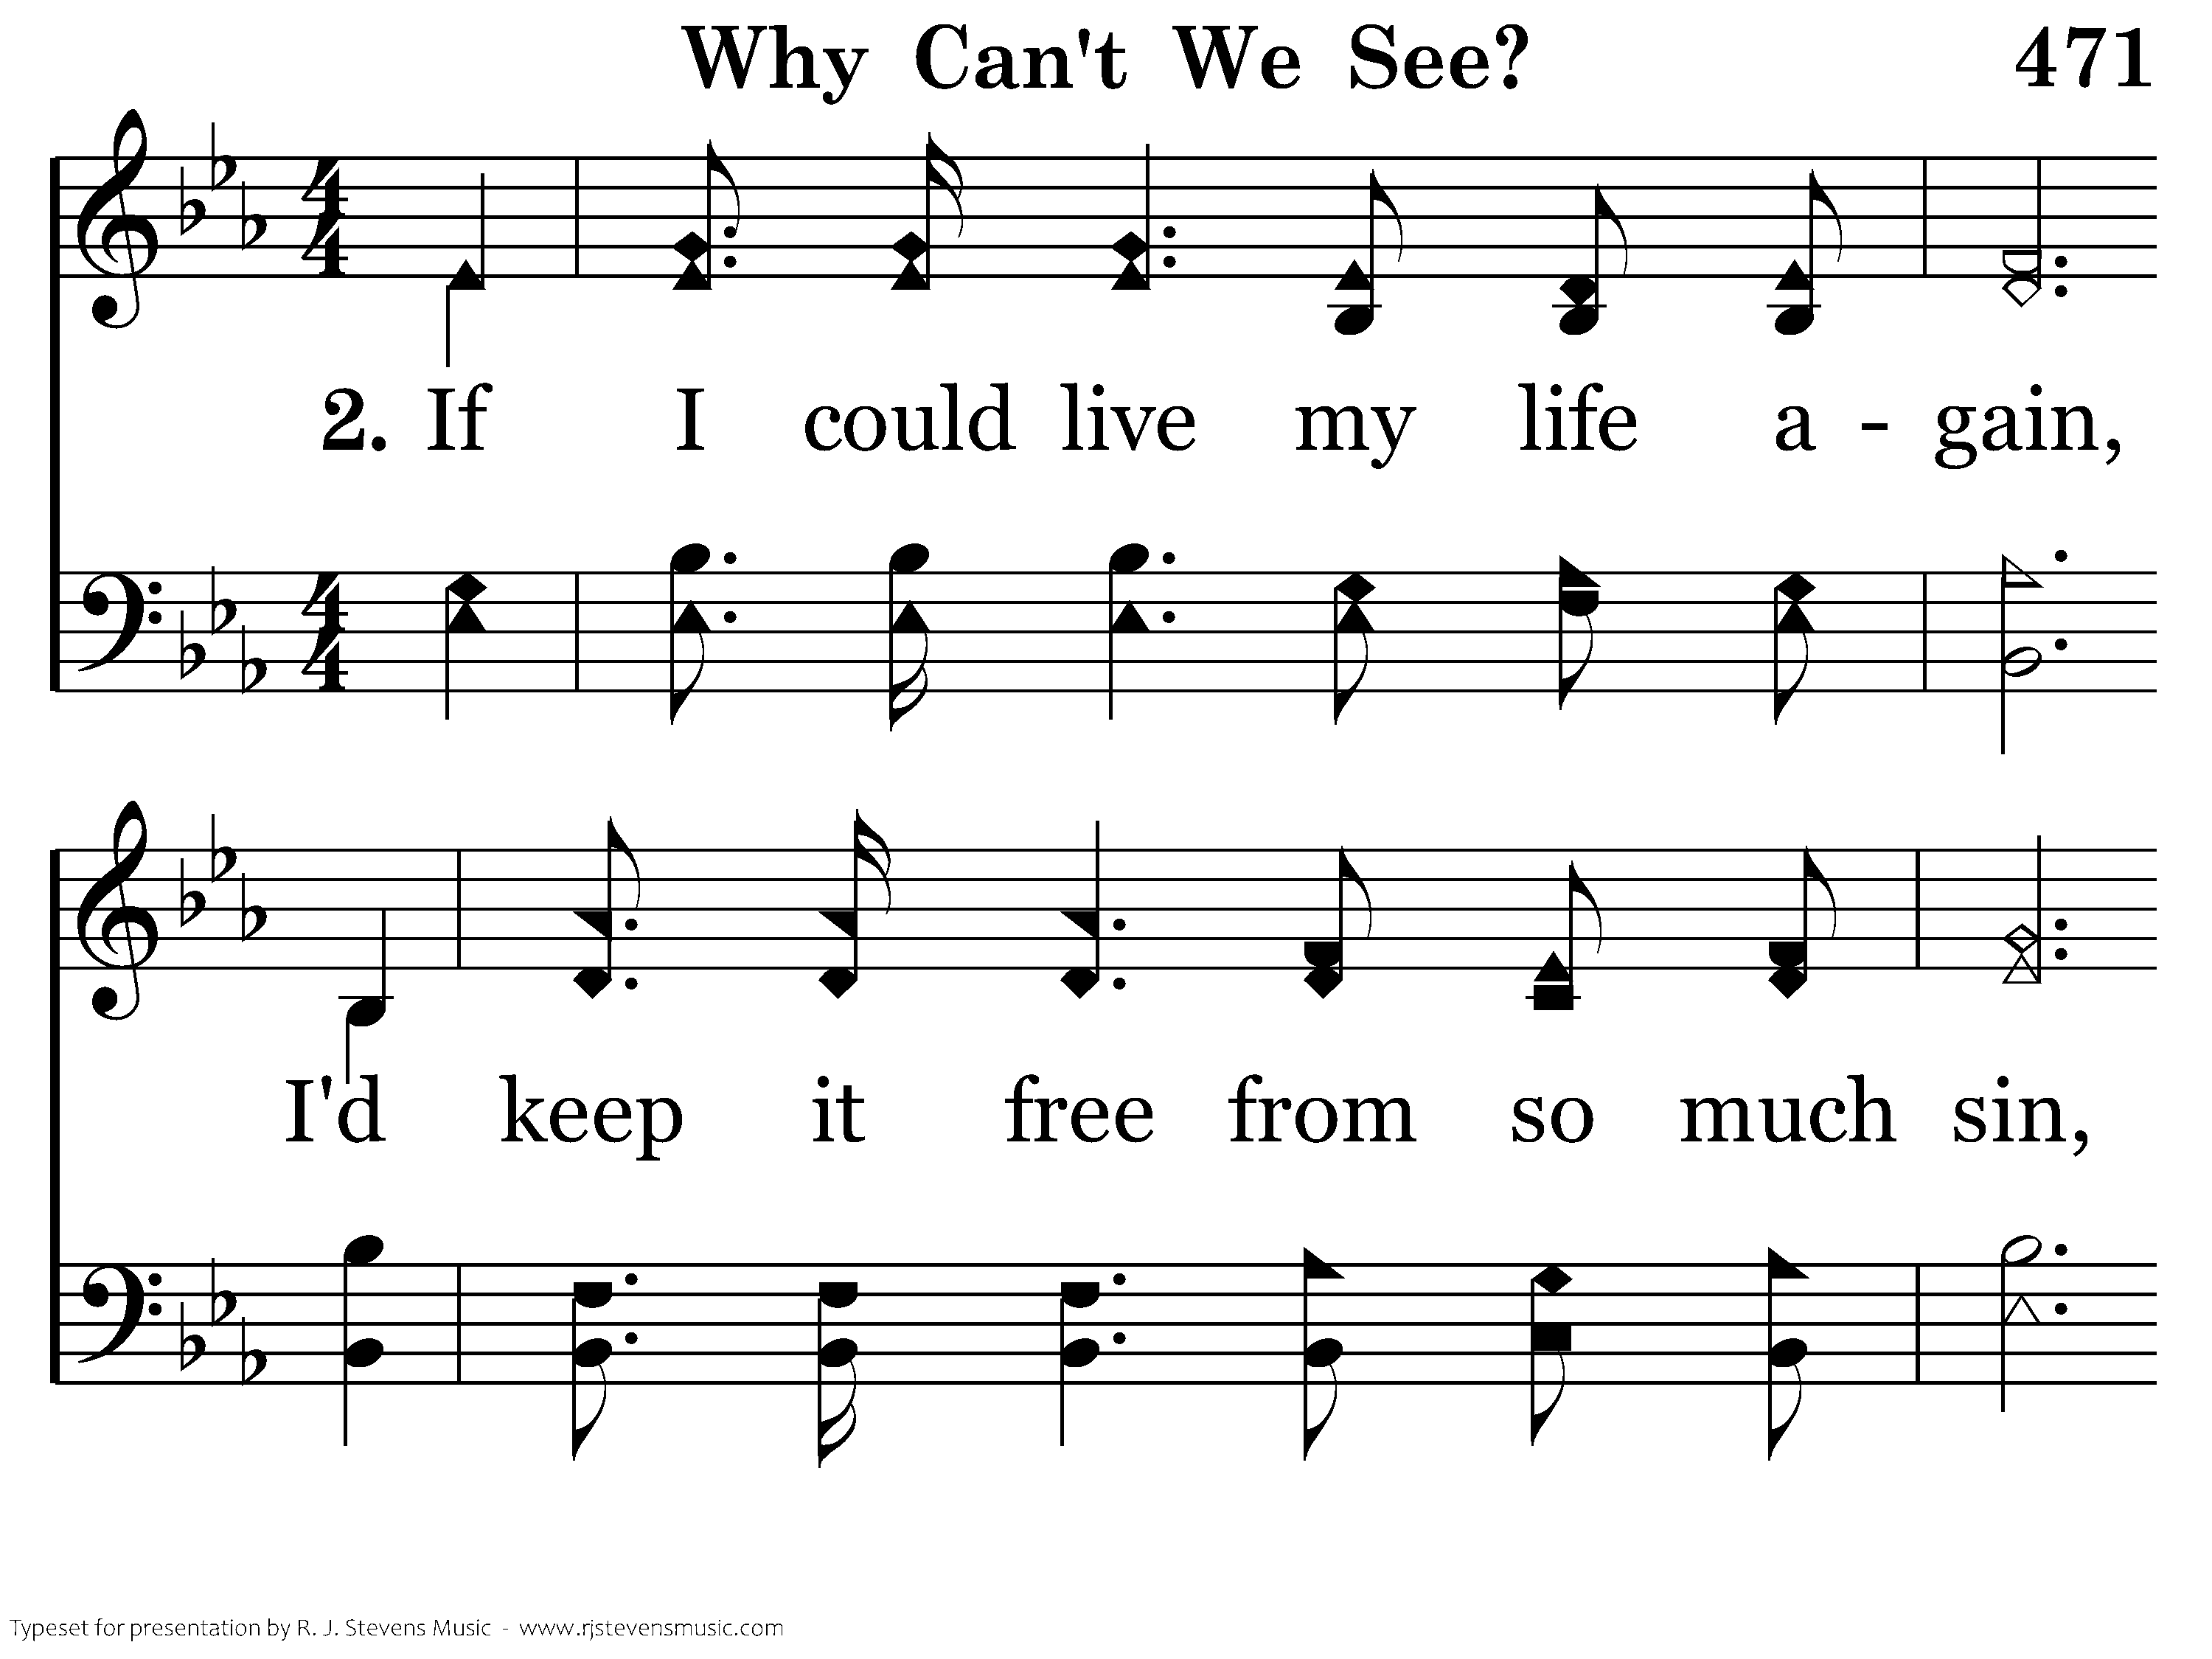 Why Can't We See? 471
2. If I could live my life a - gain,
I'd keep it free from so much sin,
Typeset for presentation by R. J. Stevens Music - www.rjstevensmusic.com